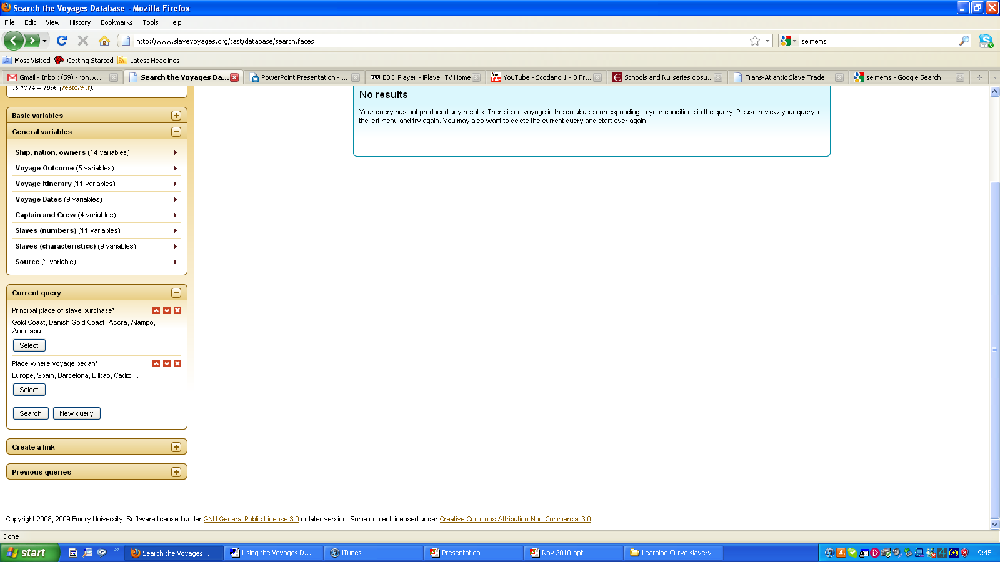 Search the Voyages Database - Mozilla Firefox
File Edit View History Bookmarks Tools Help
http://www.slavevoyages.org/tast/database/search.faces
seimems
Most Visited Getting Started Latest Headlines
Gmail - Inbox (59) - jon.w....
Search the Voyages Da...
PowerPoint Presentation - ...
BBC BBC iPlayer - iPlayer TV Home
You Tube YouTube - Scotland 1 - 0 Fr...
Schools and Nurseries closu...
Trans-Atlantic Slave Trade
seimems - Google Search
is 1514 – 1866 (restore it).
Basic variables
General variables
Ship, nation, owners (14 variables)
Voyage Outcome (5 variables)
Voyage Itinerary (11 variables)
Voyage Dates (9 variables)
Captain and Crew (4 variables)
Slaves (numbers) (11 variables)
Slaves (characteristics) (9 variables)
Source (1 variable)
Current query
Principal place of slave purchase*
Gold Coast, Danish Gold Coast, Accra, Alampo,
Anomabu, ...
Select
Place where voyage began*
Europe, Spain, Barcelona, Bilbao, Cadiz ...
Select
Search New query
Create a link
Previous queries
No results
Your query has not produced any results. There is no voyage in the database corresponding to your conditions in the query. Please review your query in
the left menu and try again. You may also want to delete the current query and start over again.
Copyright 2008, 2009 Emory University. Software licensed under GNU General Public License 3.0 or later version. Some content licensed under Creative Commons Attribution-Non-Commercial 3.0.
Done
start
Search the Voyages ...
Using the Voyages D...
iTunes
Presentation1
Nov 2010.ppt
Learning Curve slavery
19:45